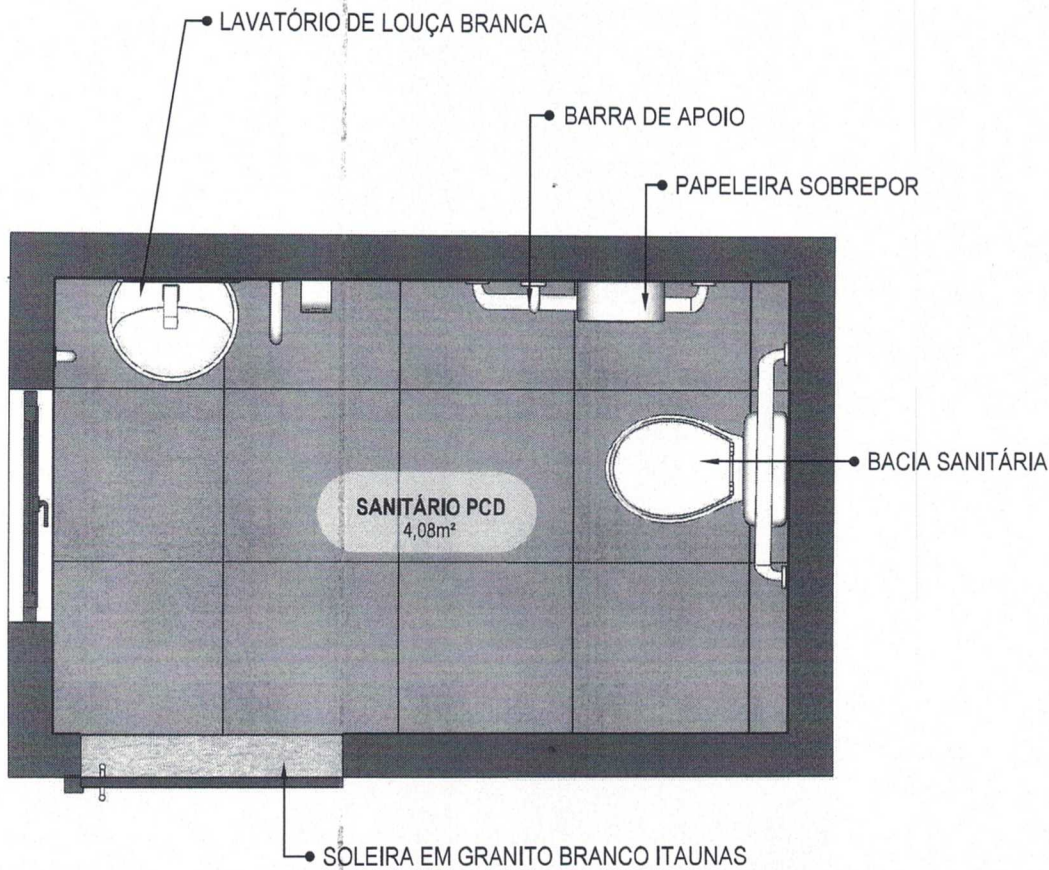 LAVATÓRIO DE LOUÇA BRANCA
BARRA DE APOIO
PAPELEIRA SOBREPOR
BACIA SANITÁRIA
SANITÁRIO PCD
4,08m²
SOLEIRA EM GRANITO BRANCO ITAUNAS